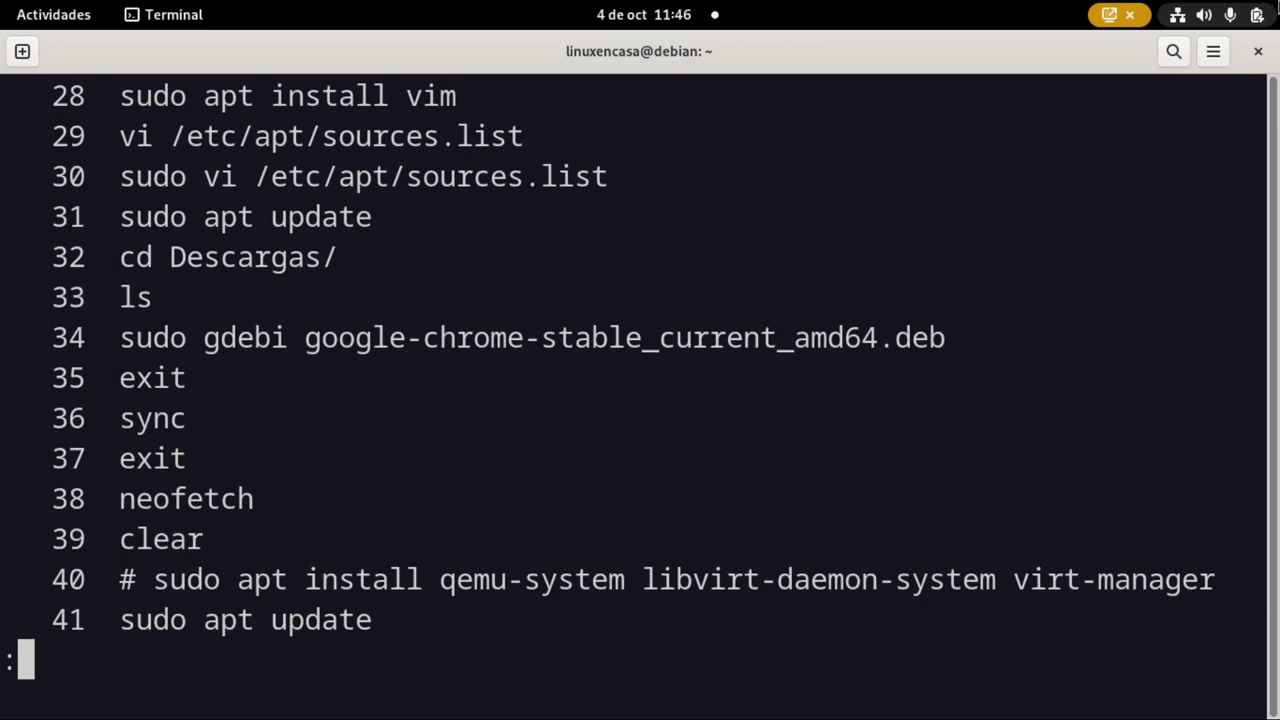 Actividades Terminal 4 de oct 11:46
linuxencasa@debian: ~
28 sudo apt install vim
29 vi /etc/apt/sources.list
30 sudo vi /etc/apt/sources.list
31 sudo apt update
32 cd Descargas/
33 ls
34 sudo gdebi google-chrome-stable_current_amd64.deb
35 exit
36 sync
37 exit
38 neofetch
39 clear
40 # sudo apt install qemu-system libvirt-daemon-system virt-manager
41 sudo apt update
: